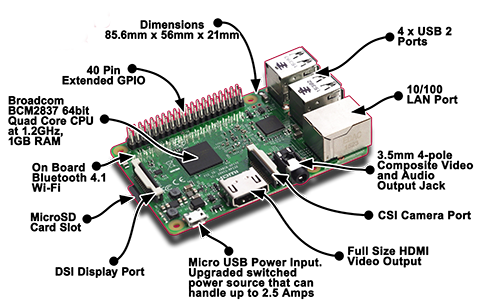 Dimensions
85.6mm x 56mm x 21mm
4 x USB 2
Ports
40 Pin
Extended GPIO
10/100
LAN Port
Broadcom
BCM2837 64bit
Quad Core CPU
at 1.2GHz,
1GB RAM
3.5mm 4-pole
Composite Video
and Audio
Output Jack
On Board
Bluetooth 4.1
Wi-Fi
HDMI
CSI Camera Port
MicroSD
Card Slot
DSI Display Port
Micro USB Power Input.
Upgraded switched
power source that can
handle up to 2.5 Amps
Full Size HDMI
Video Output